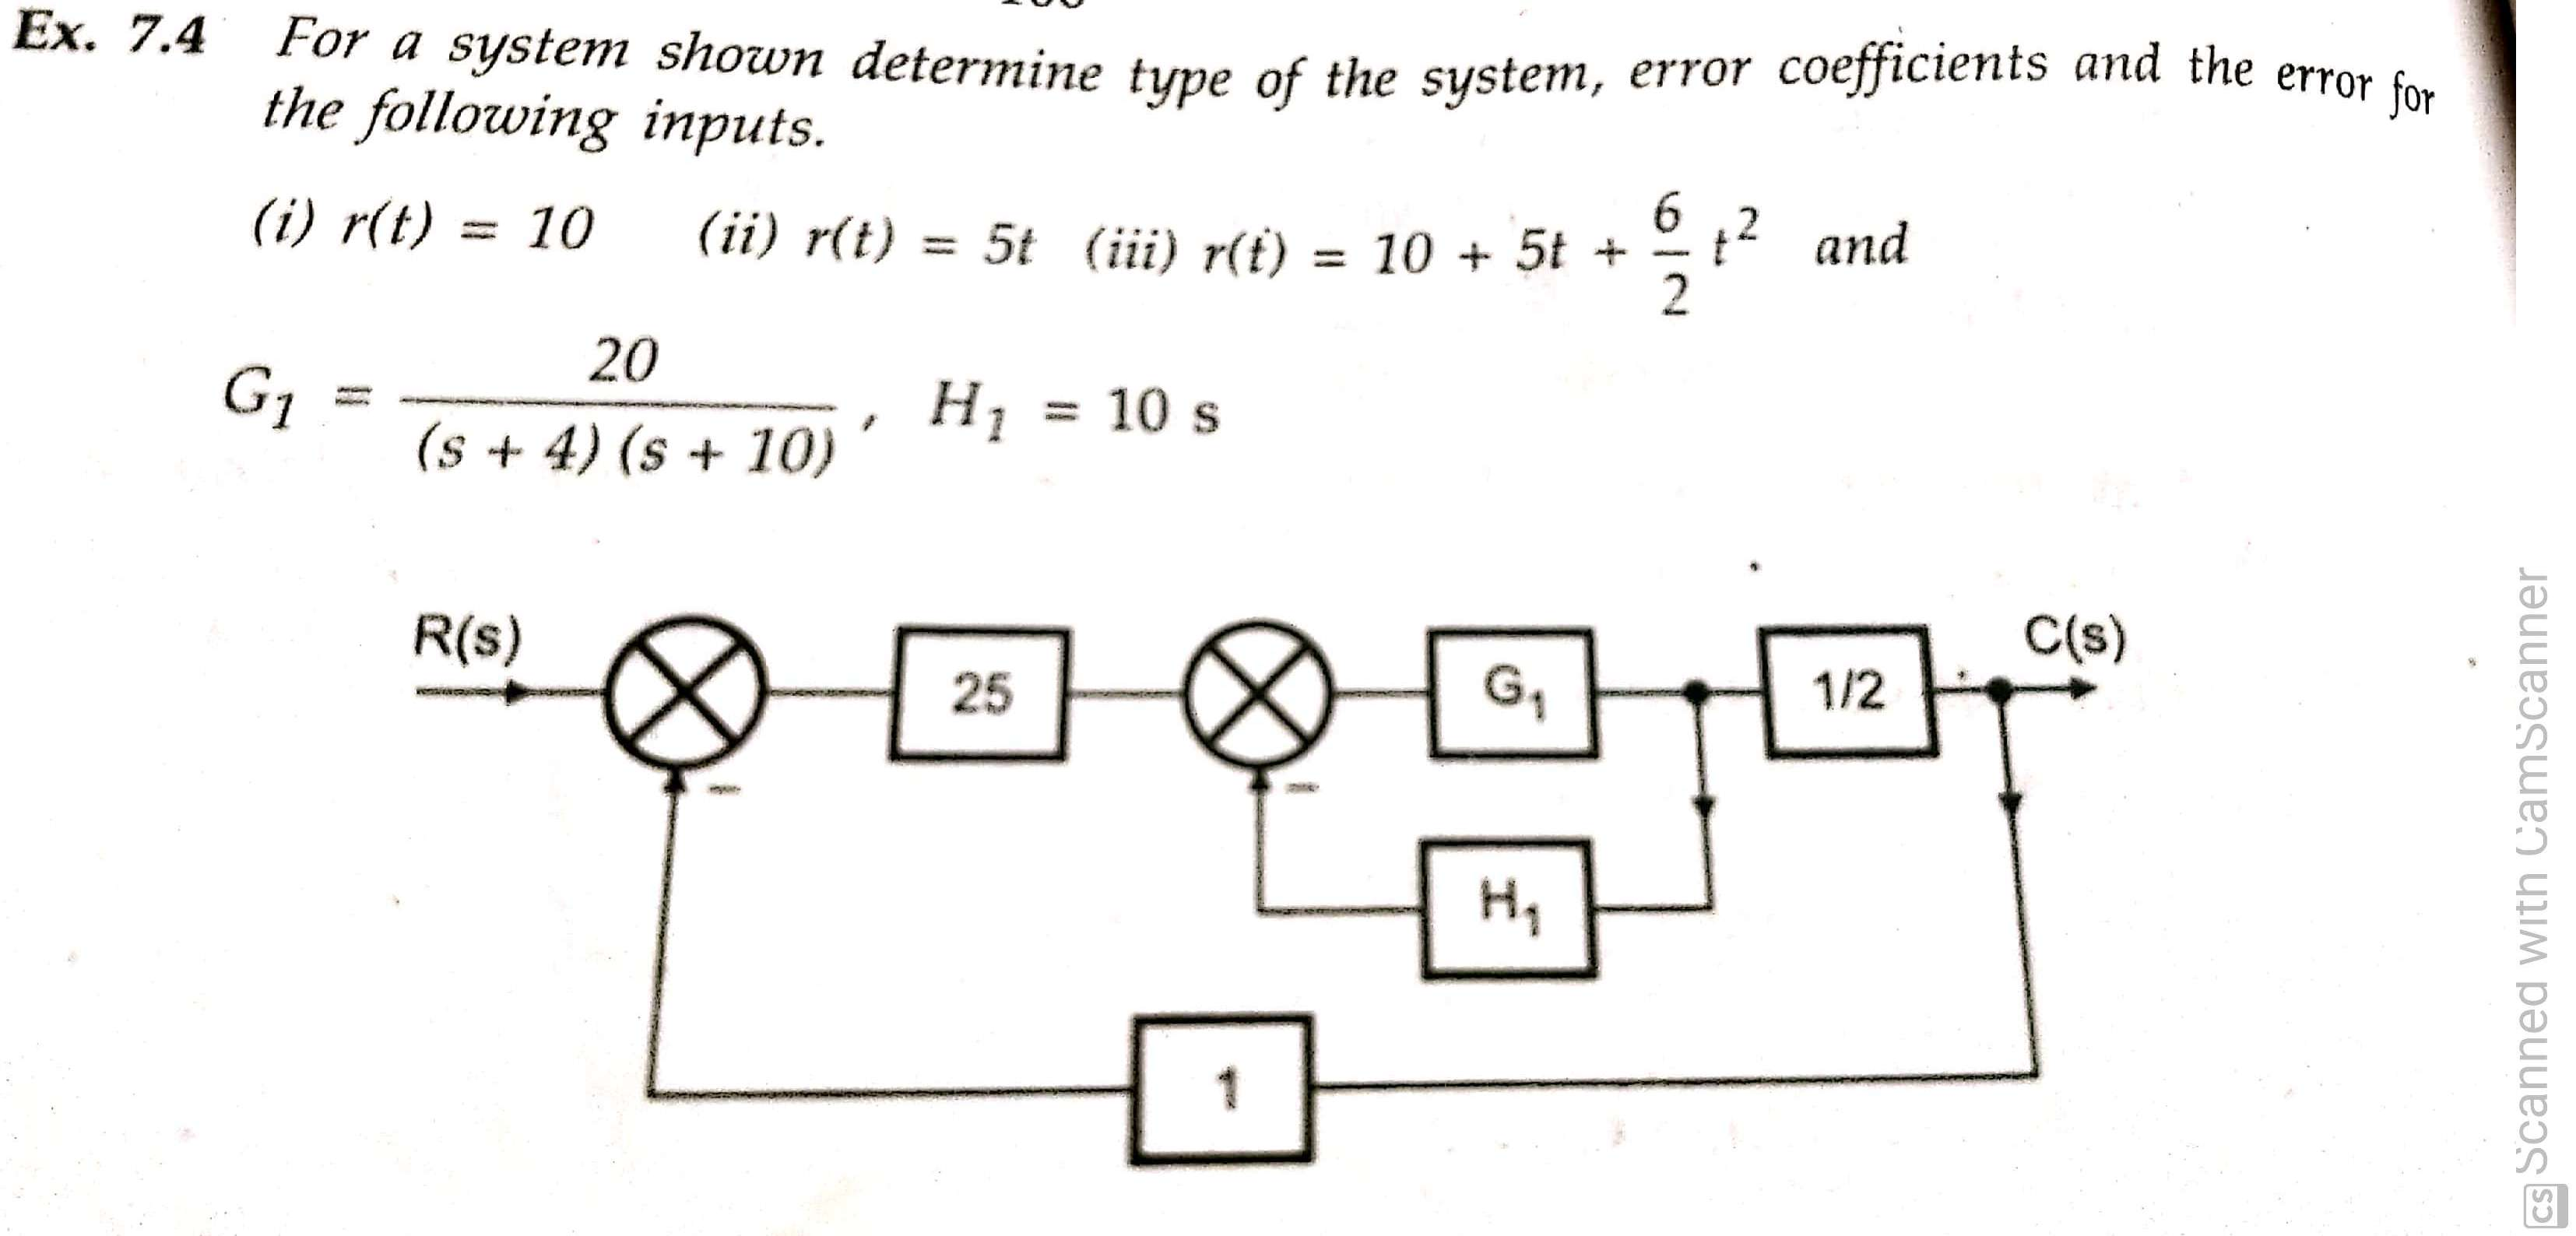 Ex. 7.4 For a system shown determine type of the system, error coefficients and the error for
the following inputs.
(i) r(t) = 10 (ii) r(t) = 5t (iii) r(t) = 10 + 5t + 6/2 t² and
G₁ = 20 / (s + 4) (s + 10) , H₁ = 10 s
R(s)
25
G₁
1/2
C(s)
−
−
H₁
1
CS Scanned with CamScanner